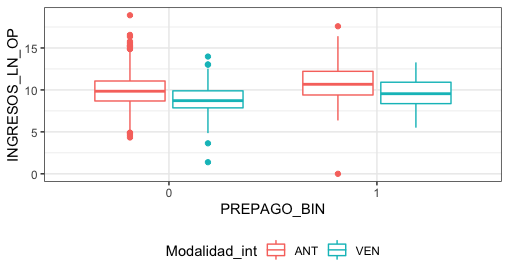 INGRESOS_LN_OP
15
10
5
0
0
1
PREPAGO_BIN
Modalidad_int ANT VEN